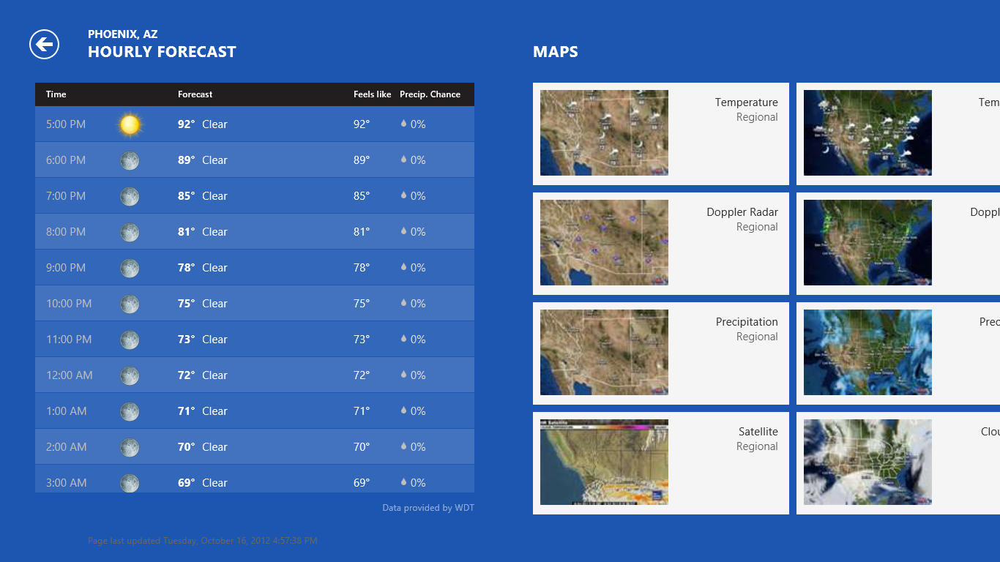 PHOENIX, AZ
HOURLY FORECAST
Time Forecast Feels like Precip. Chance
5:00 PM 92° Clear 92° 0%
6:00 PM 89° Clear 89° 0%
7:00 PM 85° Clear 85° 0%
8:00 PM 81° Clear 81° 0%
9:00 PM 78° Clear 78° 0%
10:00 PM 75° Clear 75° 0%
11:00 PM 73° Clear 73° 0%
12:00 AM 72° Clear 72° 0%
1:00 AM 71° Clear 71° 0%
2:00 AM 70° Clear 70° 0%
3:00 AM 69° Clear 69° 0%
Data provided by WDT
Page last updated Tuesday, October 16, 2012 4:57:38 PM
MAPS
Temperature
Regional
Tem
Doppler Radar
Regional
Doppl
Precipitation
Regional
Prec
Satellite
Regional
Clou